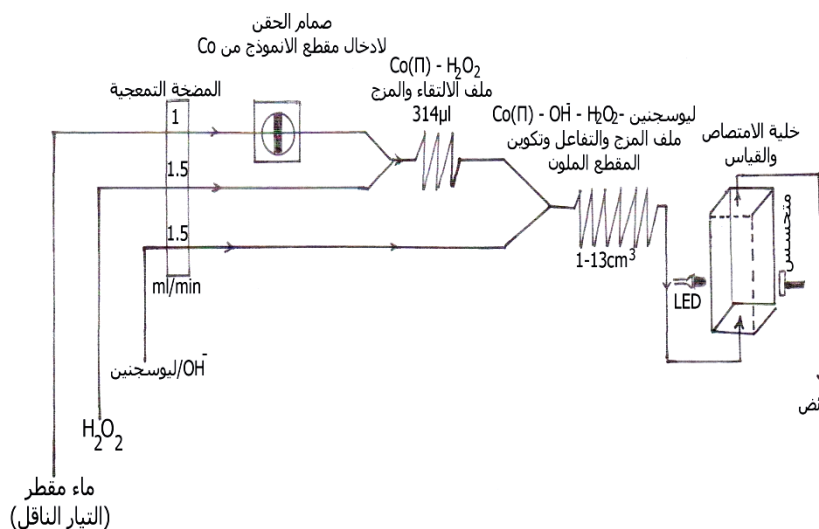 صمام الحقن
لادخال مقطع الانموذج من Co
المضخة التمعجية
Co(Π) - H₂O₂
ملف الالتقاء والمزج
314µl
Co(Π) - OH⁻ - H₂O₂- ليوسجنين
ملف المزج والتفاعل وتكوين
المقطع الملون
1-13cm³
خلية الامتصاص
والقياس
متحسس
LED
1
1.5
1.5
ml/min
ليوسجنين/OH⁻
H₂O₂
ماء مقطر
(التيار الناقل)